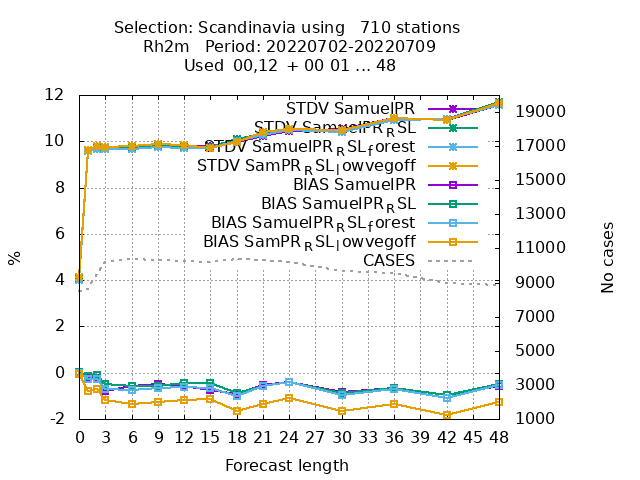 Selection: Scandinavia using   710 stations
Rh2m   Period: 20220702-20220709
Used  00,12  + 00 01 ... 48
STDV SamuelPR
STDV SamuelPR_RSL
STDV SamuelPR_RSL_forest
STDV SamPR_RSL_lowvegoff
BIAS SamuelPR
BIAS SamuelPR_RSL
BIAS SamuelPR_RSL_forest
BIAS SamPR_RSL_lowvegoff
CASES
12
10
8
6
4
2
0
-2
%
19000
17000
15000
13000
11000
9000
7000
5000
3000
1000
No cases
0 3 6 9 12 15 18 21 24 27 30 33 36 39 42 45 48
Forecast length